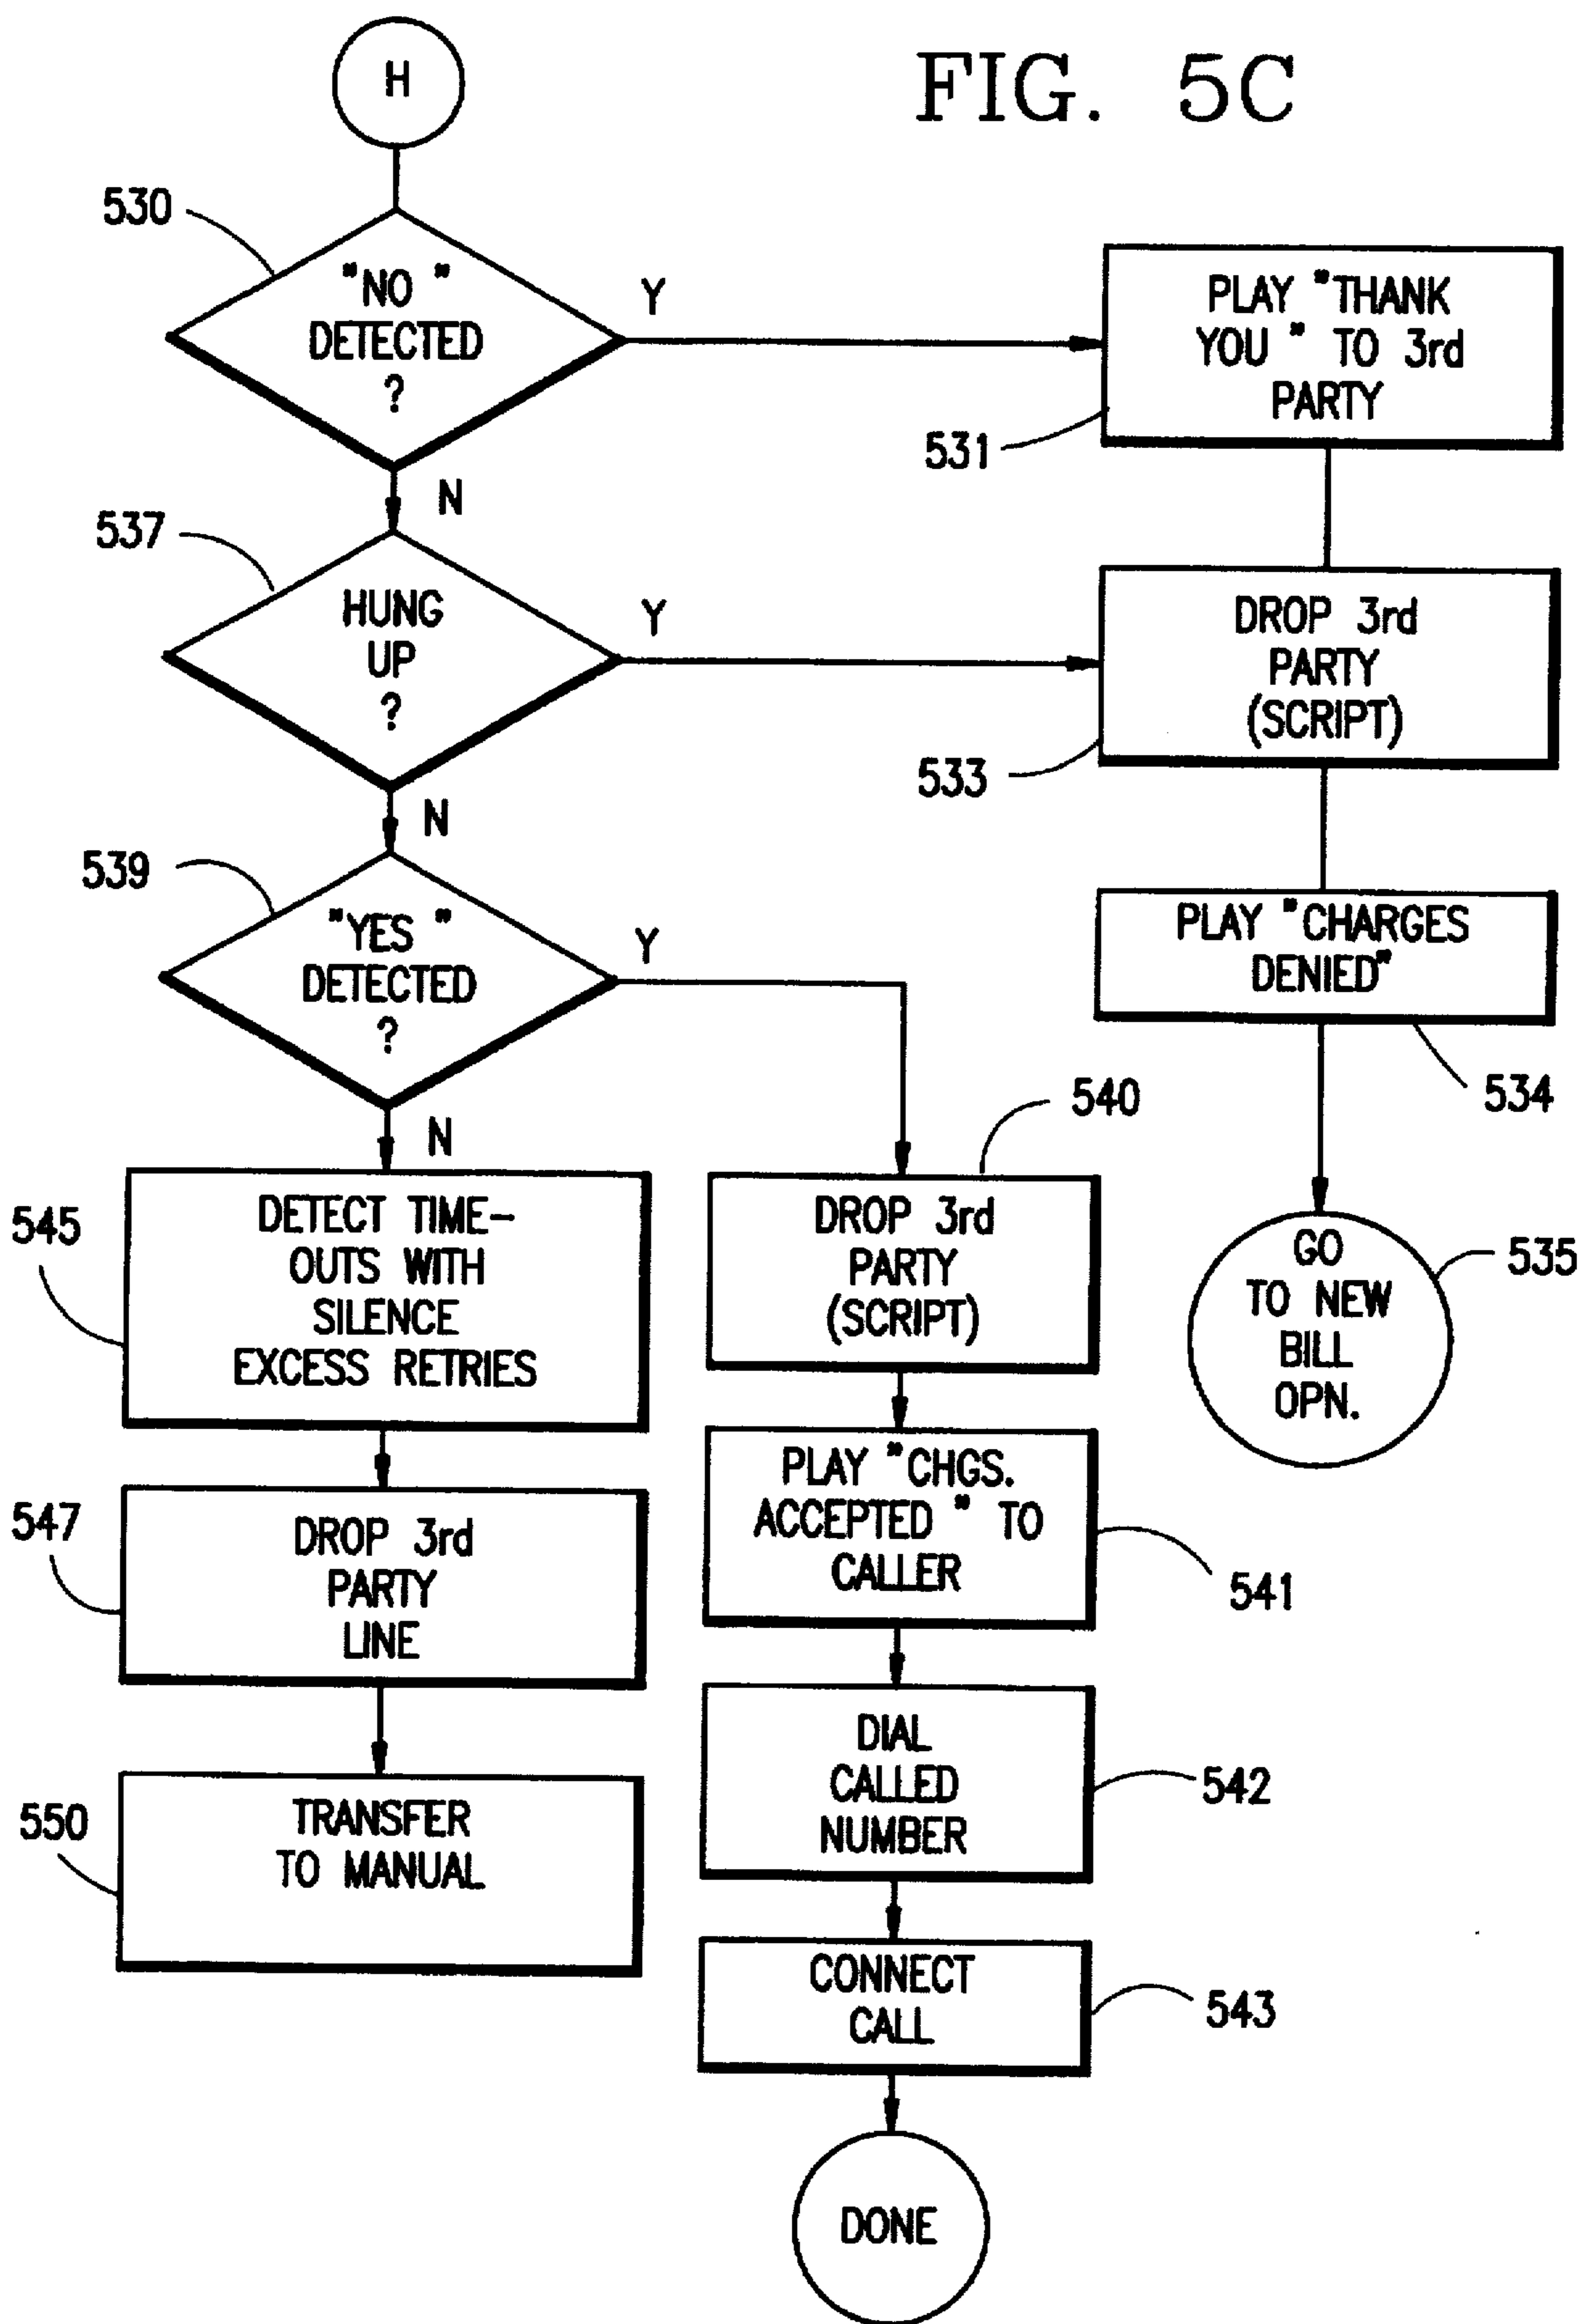 H
FIG. 5C
530
"NO"
DETECTED
?
Y
PLAY "THANK
YOU" TO 3rd
PARTY
531
N
537
HUNG
UP
?
Y
DROP 3rd
PARTY
(SCRIPT)
533
N
539
"YES"
DETECTED
?
Y
PLAY "CHARGES
DENIED"
534
540
N
545
DETECT TIME-
OUTS WITH
SILENCE
EXCESS RETRIES
DROP 3rd
PARTY
(SCRIPT)
GO
TO NEW
BILL
OPN.
535
547
DROP 3rd
PARTY
LINE
PLAY "CHGS.
ACCEPTED" TO
CALLER
541
550
TRANSFER
TO MANUAL
DIAL
CALLED
NUMBER
542
CONNECT
CALL
543
DONE